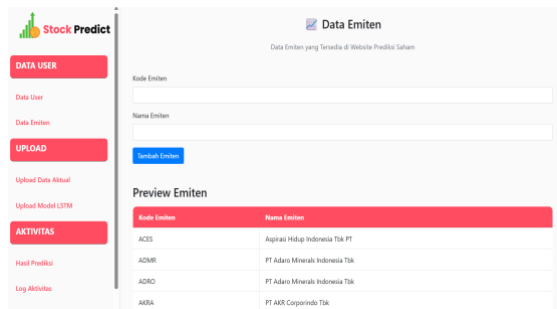 Stock Predict
DATA USER
Data User
Data Emiten
UPLOAD
Upload Data Aktual
Upload Model LSTM
AKTIVITAS
Hasil Prediksi
Log Aktivitas
Data Emiten
Data Emiten yang Tersedia di Website Prediksi Saham
Kode Emiten
Nama Emiten
Tambah Emiten
Preview Emiten
Kode Emiten Nama Emiten
ACES Aspirasi Hidup Indonesia Tbk PT
ADMR PT Adaro Minerals Indonesia Tbk
ADRO PT Adaro Minerals Indonesia Tbk
AKRA PT AKR Corporindo Tbk